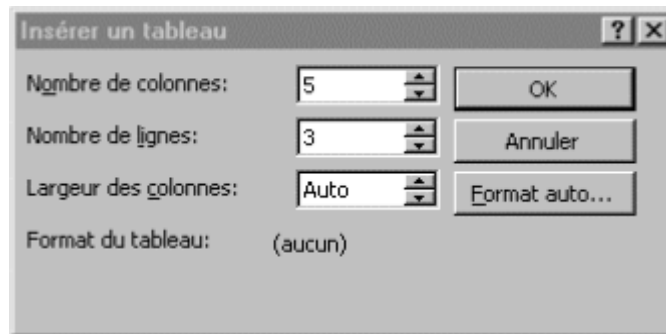 Insérer un tableau
Nombre de colonnes: 5 OK
Nombre de lignes: 3 Annuler
Largeur des colonnes: Auto Format auto...
Format du tableau: (aucun)